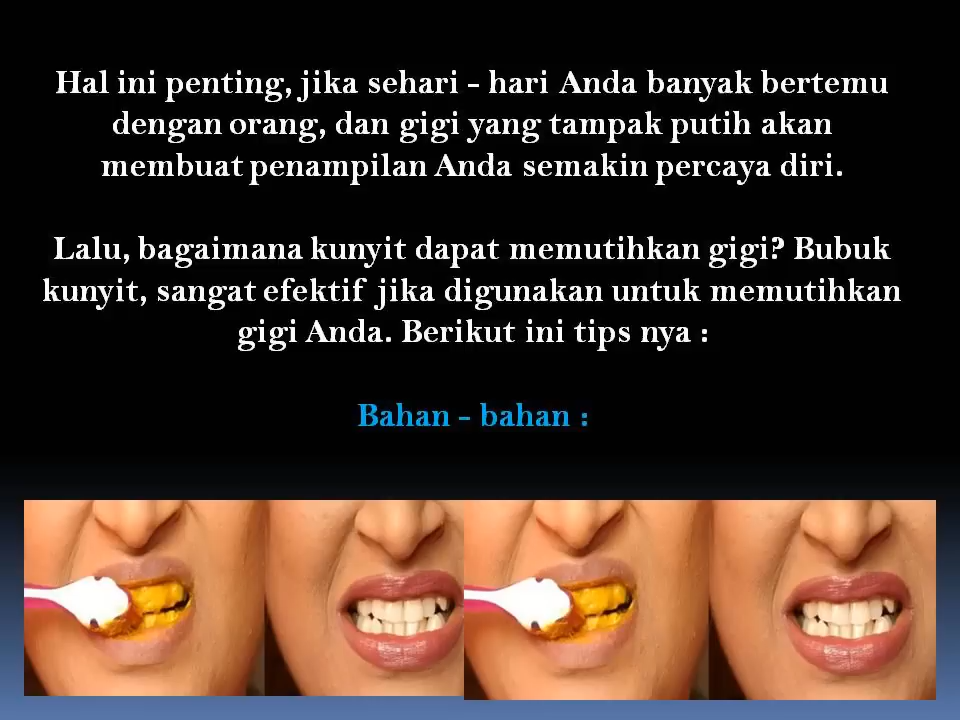 Hal ini penting, jika sehari - hari Anda banyak bertemu
dengan orang, dan gigi yang tampak putih akan
membuat penampilan Anda semakin percaya diri.
Lalu, bagaimana kunyit dapat memutihkan gigi? Bubuk
kunyit, sangat efektif jika digunakan untuk memutihkan
gigi Anda. Berikut ini tips nya :
Bahan - bahan :